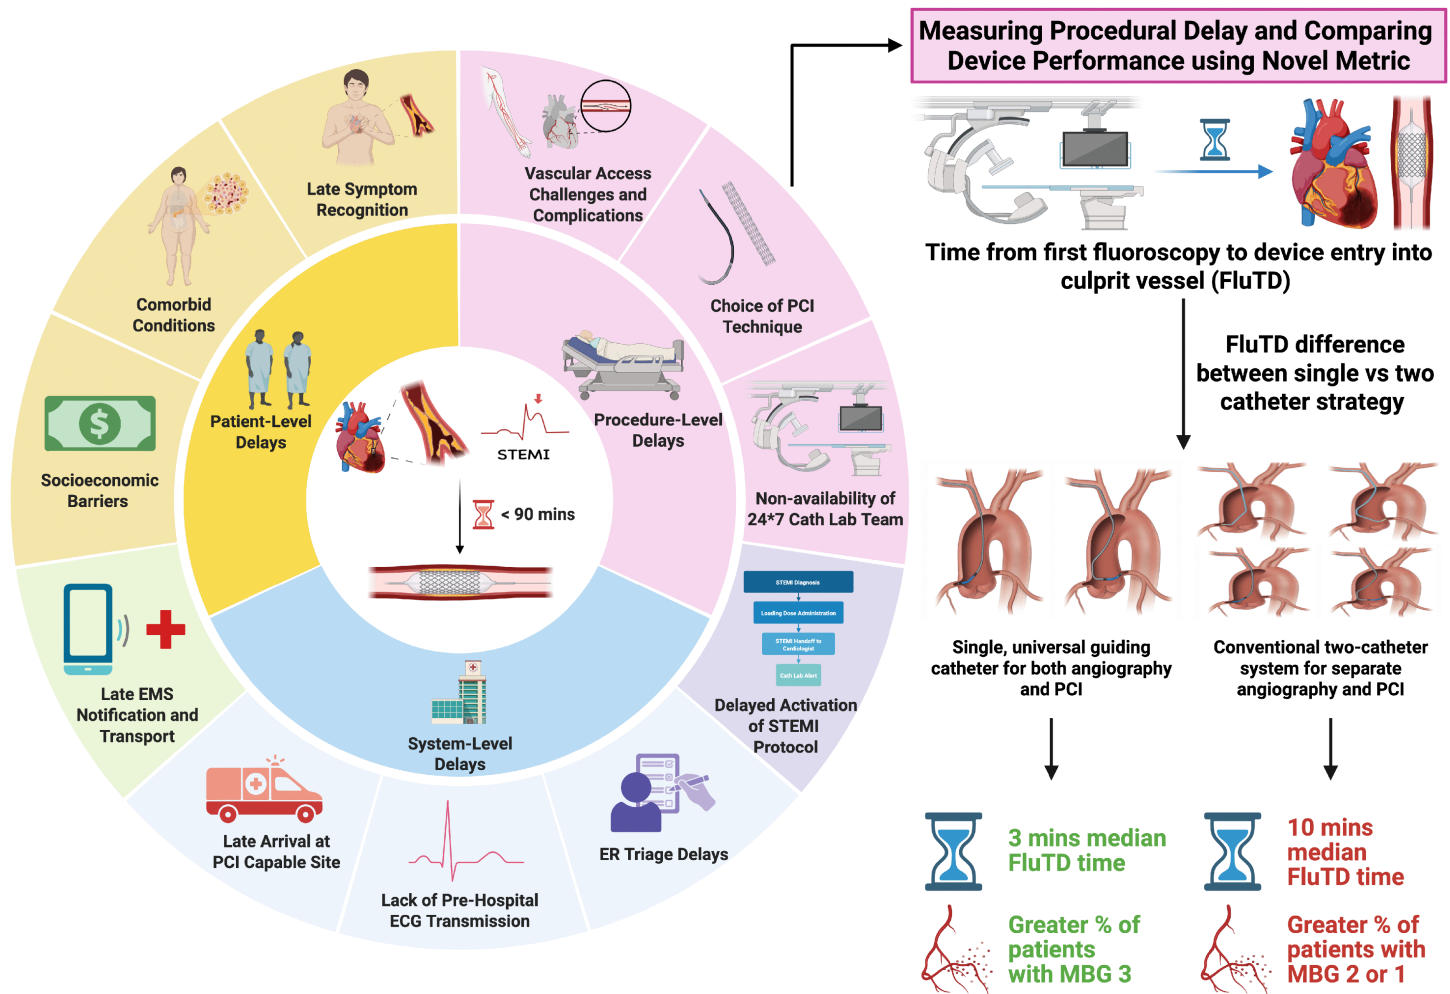 Measuring Procedural Delay and Comparing
Device Performance using Novel Metric
Late Symptom
Recognition
Vascular Access
Challenges and
Complications
Comorbid
Conditions
Choice of PCI
Technique
Socioeconomic
Barriers
Non-availability of
24*7 Cath Lab Team
Late EMS
Notification and
Transport
STEMI Diagnosis
Loading Dose Administration
STEMI Handoff to
Cardiologist
Cath Lab Alert
Delayed Activation
of STEMI
Protocol
Late Arrival at
PCI Capable Site
Lack of Pre-Hospital
ECG Transmission
ER Triage Delays
Patient-Level
Delays
Procedure-Level
Delays
System-Level
Delays
STEMI
< 90 mins
Time from first fluoroscopy to device entry into
culprit vessel (FluTD)
FluTD difference
between single vs two
catheter strategy
Single, universal guiding
catheter for both angiography
and PCI
Conventional two-catheter
system for separate
angiography and PCI
3 mins median
FluTD time
10 mins
median
FluTD time
Greater % of
patients
with MBG 3
Greater % of
patients with
MBG 2 or 1